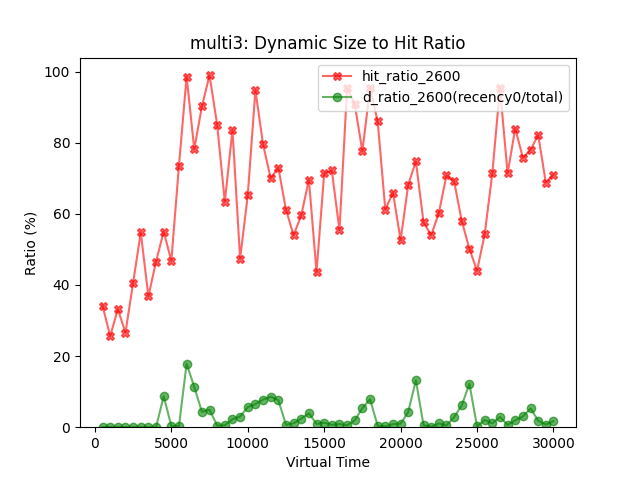 multi3: Dynamic Size to Hit Ratio
hit_ratio_2600
d_ratio_2600(recency0/total)
Ratio (%)
100
80
60
40
20
0
0 5000 10000 15000 20000 25000 30000
Virtual Time